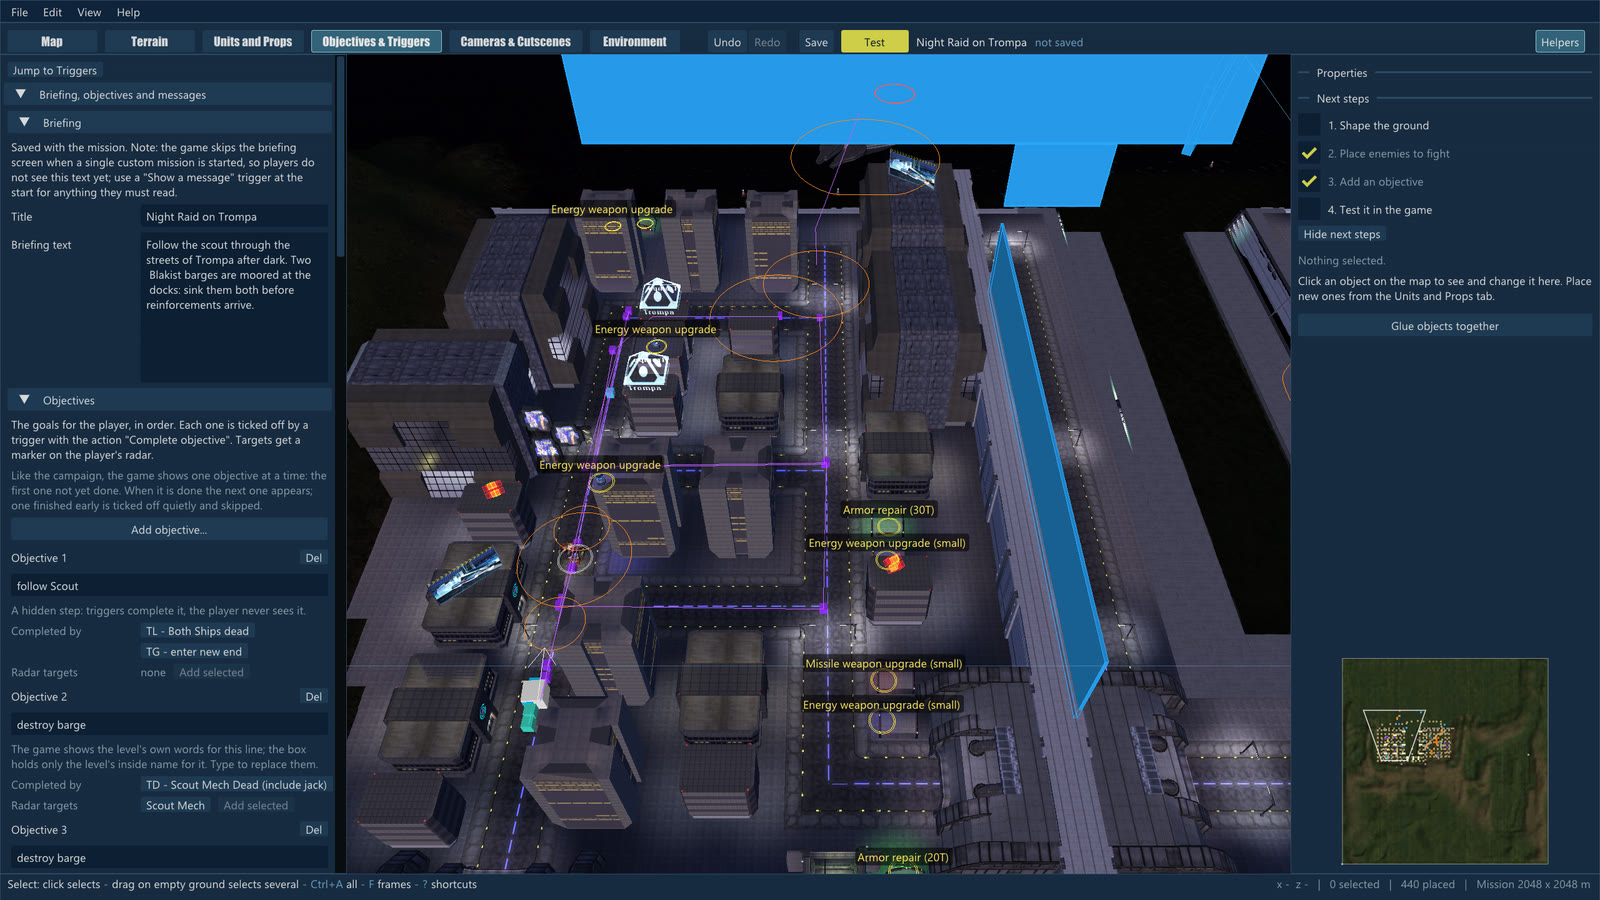 File Edit View Help
Map Terrain Units and Props Objectives & Triggers Cameras & Cutscenes Environment Undo Redo Save Test Night Raid on Trompa not saved Helpers
Jump to Triggers
Briefing, objectives and messages
Briefing
Saved with the mission. Note: the game skips the briefing
screen when a single custom mission is started, so players do
not see this text yet; use a "Show a message" trigger at the
start for anything they must read.
Title Night Raid on Trompa
Briefing text
Follow the scout through the
streets of Trompa after dark. Two
Blakist barges are moored at the
docks: sink them both before
reinforcements arrive.
Objectives
The goals for the player, in order. Each one is ticked off by a
trigger with the action "Complete objective". Targets get a
marker on the player's radar.
Like the campaign, the game shows one objective at a time: the
first one not yet done. When it is done the next one appears;
one finished early is ticked off quietly and skipped.
Add objective...
Objective 1 Del
follow Scout
A hidden step: triggers complete it, the player never sees it.
Completed by TL - Both Ships dead
TG - enter new end
Radar targets none Add selected
Objective 2 Del
destroy barge
The game shows the level's own words for this line; the box
holds only the level's inside name for it. Type to replace them.
Completed by TD - Scout Mech Dead (include jack)
Radar targets Scout Mech Add selected
Objective 3 Del
destroy barge
Energy weapon upgrade
Trompa
Energy weapon upgrade
Trompa
Energy weapon upgrade
Armor repair (30T)
Energy weapon upgrade (small)
Missile weapon upgrade (small)
Energy weapon upgrade (small)
Armor repair (20T)
Properties
Next steps
1. Shape the ground
2. Place enemies to fight
3. Add an objective
4. Test it in the game
Hide next steps
Nothing selected.
Click an object on the map to see and change it here. Place
new ones from the Units and Props tab.
Glue objects together
Select: click selects - drag on empty ground selects several - Ctrl+A all - F frames - ? shortcuts
x - z - | 0 selected | 440 placed | Mission 2048 x 2048 m